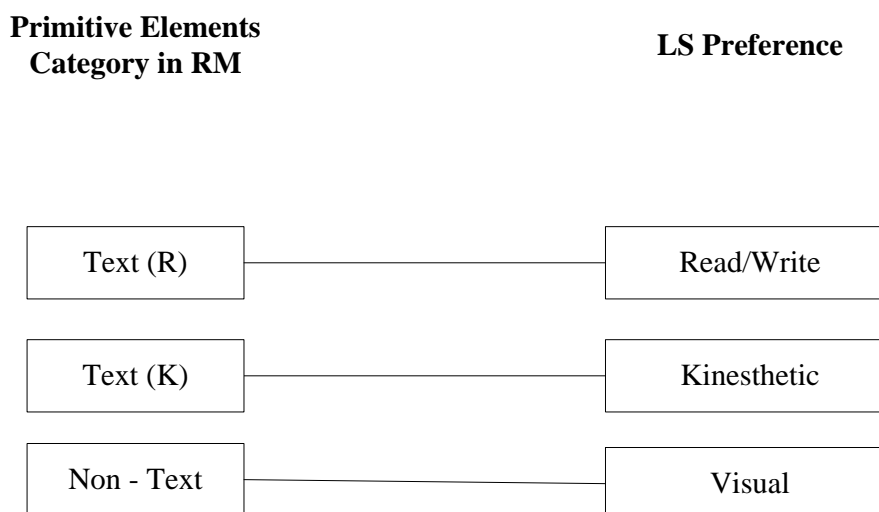 Primitive Elements
Category in RM
LS Preference
Text (R)
Read/Write
Text (K)
Kinesthetic
Non - Text
Visual